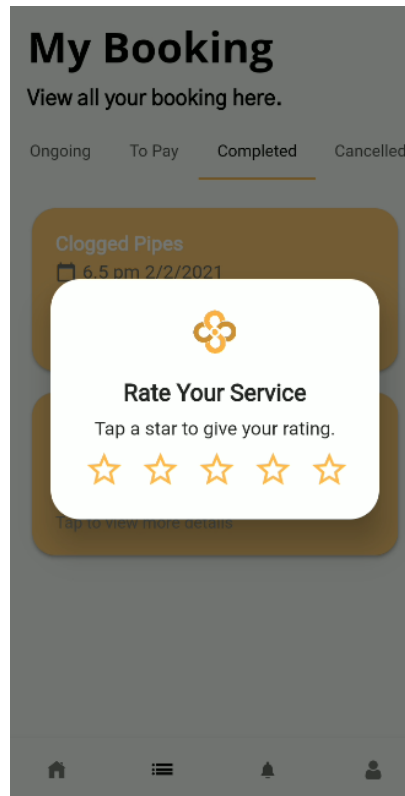 My Booking
View all your booking here.
Ongoing To Pay Completed Cancelled
Clogged Pipes
6.5 pm 2/2/2021
Rate Your Service
Tap a star to give your rating.
Tap to view more details